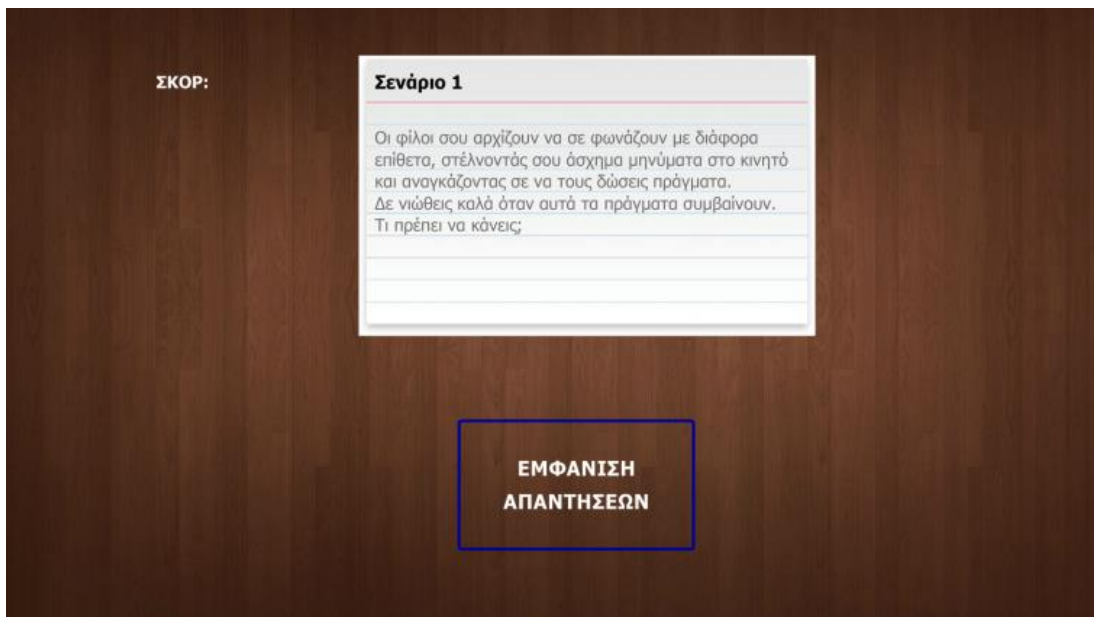 ΣΚΟΡ:
Σενάριο 1
Οι φίλοι σου αρχίζουν να σε φωνάζουν με διάφορα
επίθετα, στέλνοντάς σου άσχημα μηνύματα στο κινητό
και αναγκάζοντας σε να τους δώσεις πράγματα.
Δε νιώθεις καλά όταν αυτά τα πράγματα συμβαίνουν.
Τι πρέπει να κάνεις;
ΕΜΦΑΝΙΣΗ
ΑΠΑΝΤΗΣΕΩΝ